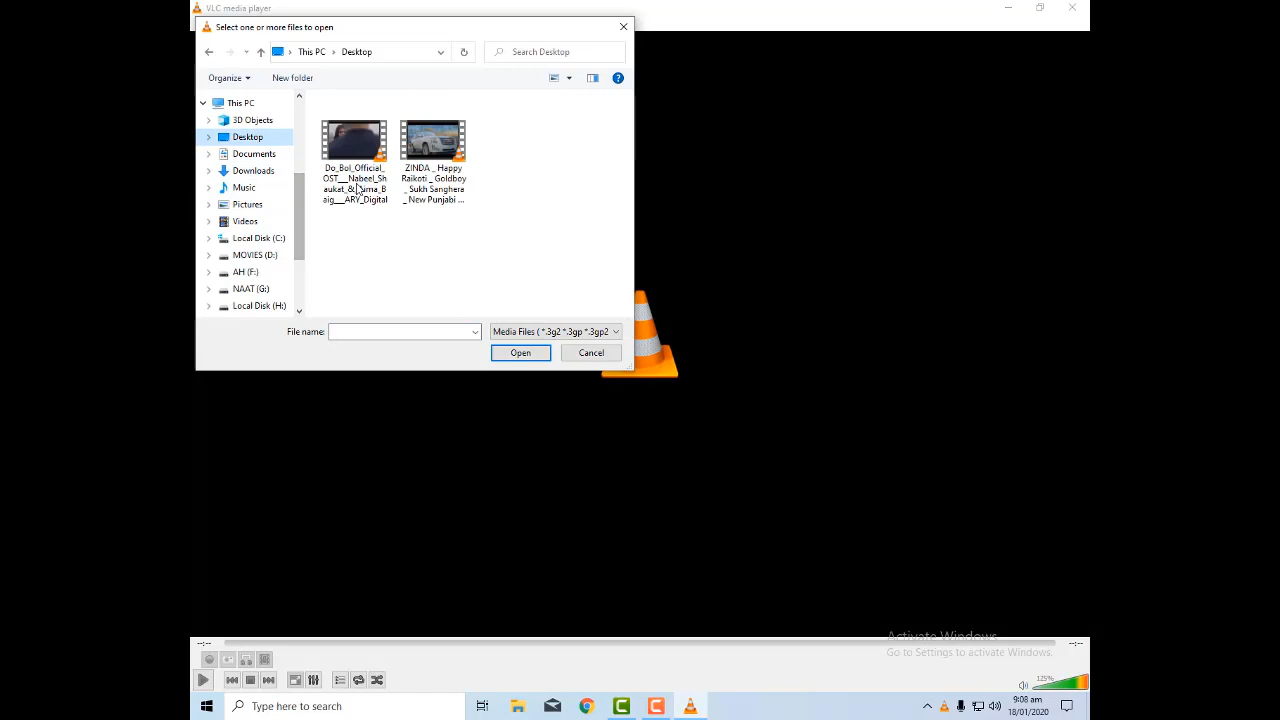 VLC media player
Select one or more files to open
This PC Desktop
Search Desktop
Organize New folder
This PC
3D Objects
Desktop
Documents
Downloads
Music
Pictures
Videos
Local Disk (C:)
MOVIES (D:)
AH (F:)
NAAT (G:)
Local Disk (H:)
Do_Bol_Official_
OST___Nabeel_Sh
aukat_&
aig___ARY_Digital
ZINDA _ Happy
Raikoti _ Goldboy
_ Sukh Sanghera
_ New Punjabi ...
File name:
Media Files ( *.3g2 *.3gp *.3gp2
Open Cancel
--:--
--:--
Activate Windows
Go to Settings to activate Windows.
125%
Type here to search
9:08 am
18/01/2020